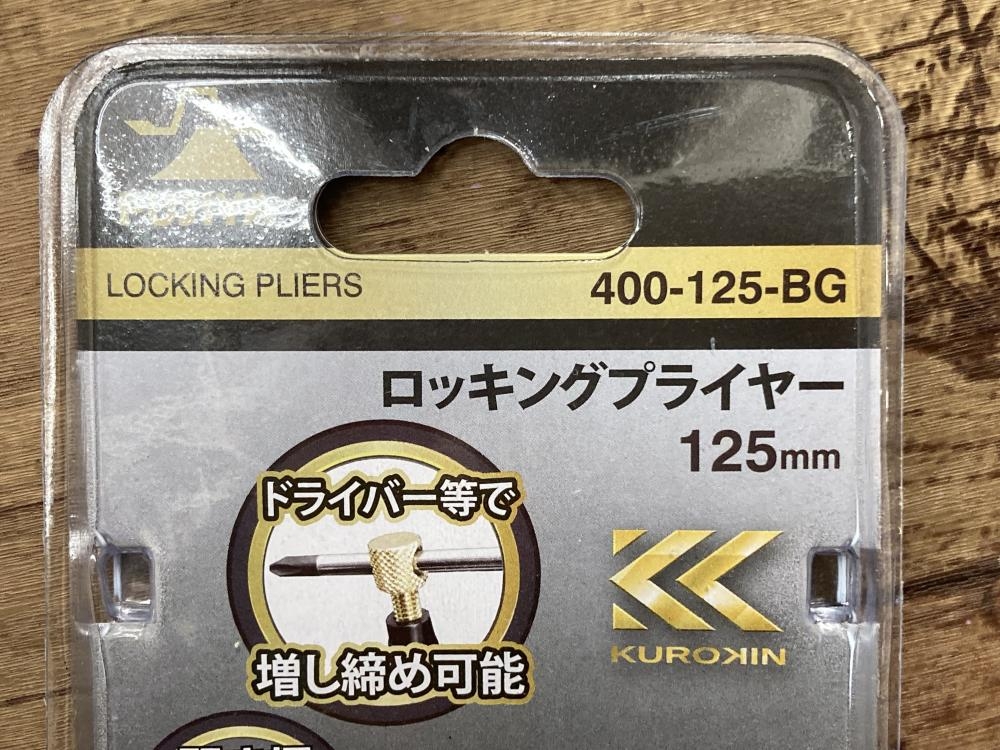 LOCKING PLIERS
400-125-BG
ロッキングプライヤー
125mm
ドライバー等で
増し締め可能
KUROKIN